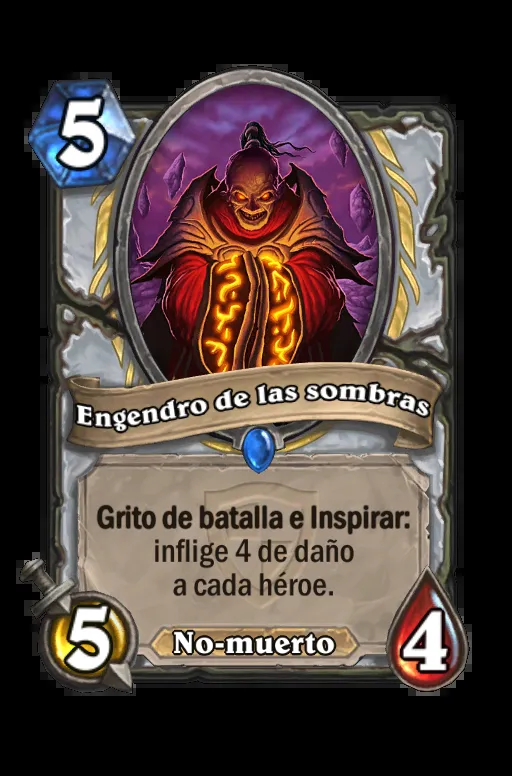 5
Engendro de las sombras
Grito de batalla e Inspirar:
inflige 4 de daño
a cada héroe.
5
No-muerto
4